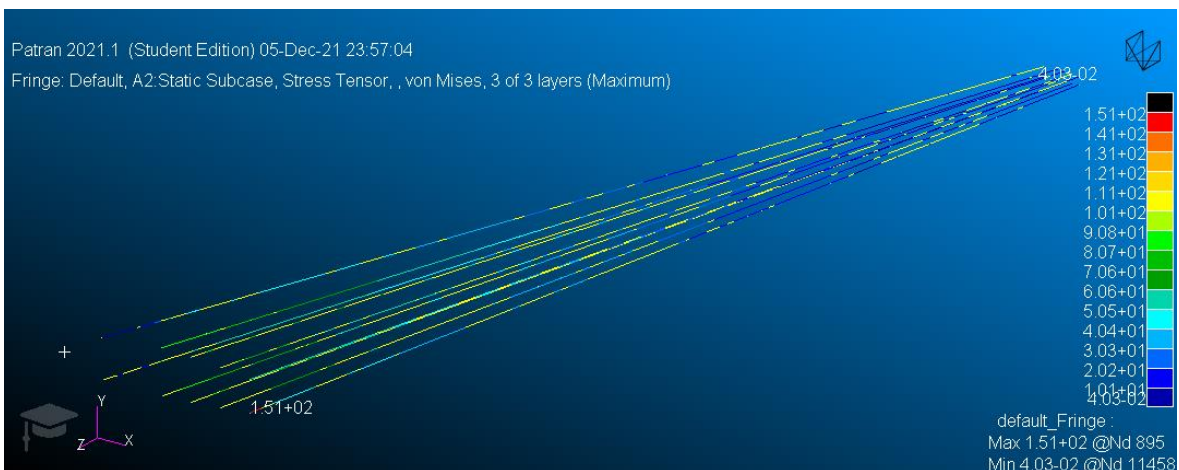 Patran 2021.1 (Student Edition) 05-Dec-21 23:57:04
Fringe: Default, A2:Static Subcase, Stress Tensor, , von Mises, 3 of 3 layers (Maximum)
4.03-02
1.51+02
1.41+02
1.31+02
1.21+02
1.11+02
1.01+02
9.08+01
8.07+01
7.06+01
6.06+01
5.05+01
4.04+01
3.03+01
2.02+01
1.01+01
4.03-02
1.51+02
Y
Z
X
default_Fringe :
Max 1.51+02 @Nd 895
Min 4.03-02 @Nd 11458